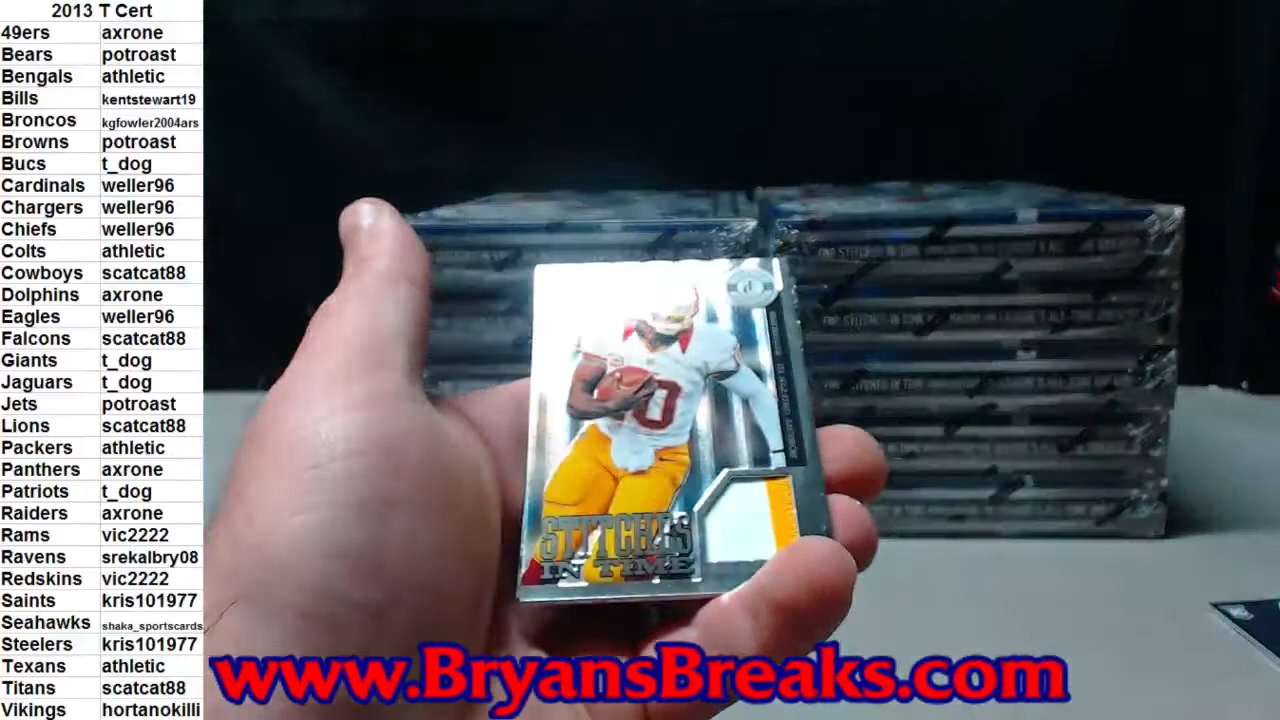 2013 T Cert
49ers axrone
Bears potroast
Bengals athletic
Bills kentstewart19
Broncos kgfowler2004ars
Browns potroast
Bucs t_dog
Cardinals weller96
Chargers weller96
Chiefs weller96
Colts athletic
Cowboys scatcat88
Dolphins axrone
Eagles weller96
Falcons scatcat88
Giants t_dog
Jaguars t_dog
Jets potroast
Lions scatcat88
Packers athletic
Panthers axrone
Patriots t_dog
Raiders axrone
Rams vic2222
Ravens srekalbry08
Redskins vic2222
Saints kris101977
Seahawks shaka_sportscards
Steelers kris101977
Texans athletic
Titans scatcat88
Vikings hortanokilli
STITCHES
IN TIME
www.BryansBreaks.com